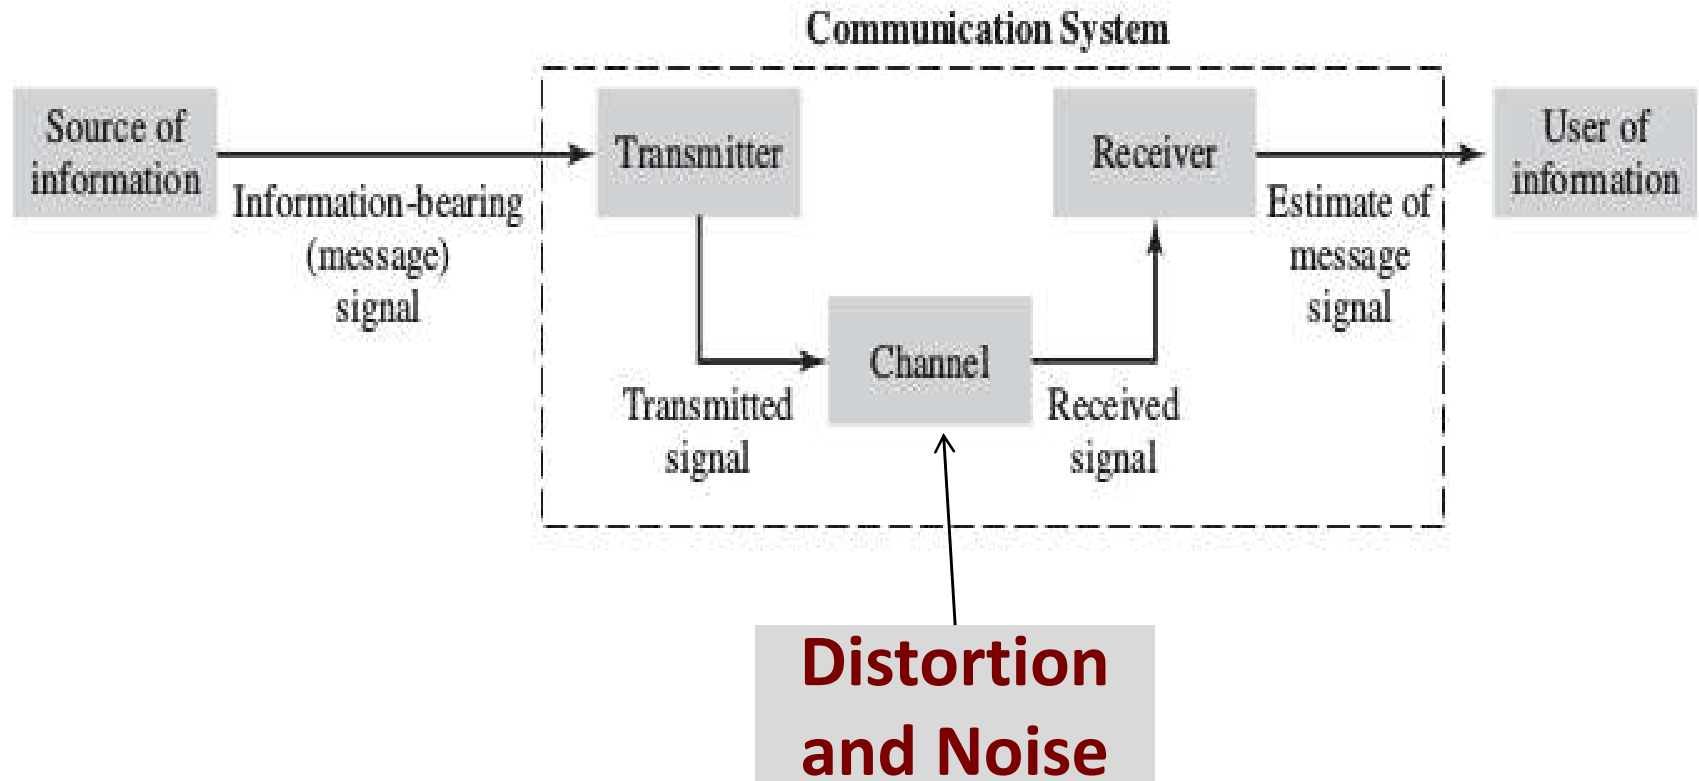 Communication System
Source of
information
Information-bearing
(message)
signal
Transmitter
Transmitted
signal
Channel
Received
signal
Receiver
Estimate of
message
signal
User of
information
Distortion
and Noise